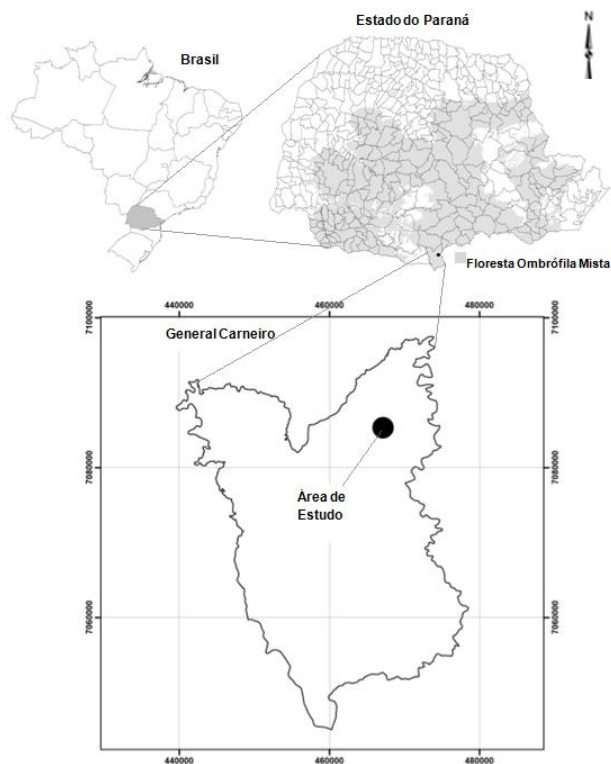 Estado do Paraná
N
Brasil
Floresta Ombrófila Mista
440000
460000
480000
General Carneiro
7100000
7100000
Área de
Estudo
7080000
7080000
7060000
7060000
440000
460000
480000